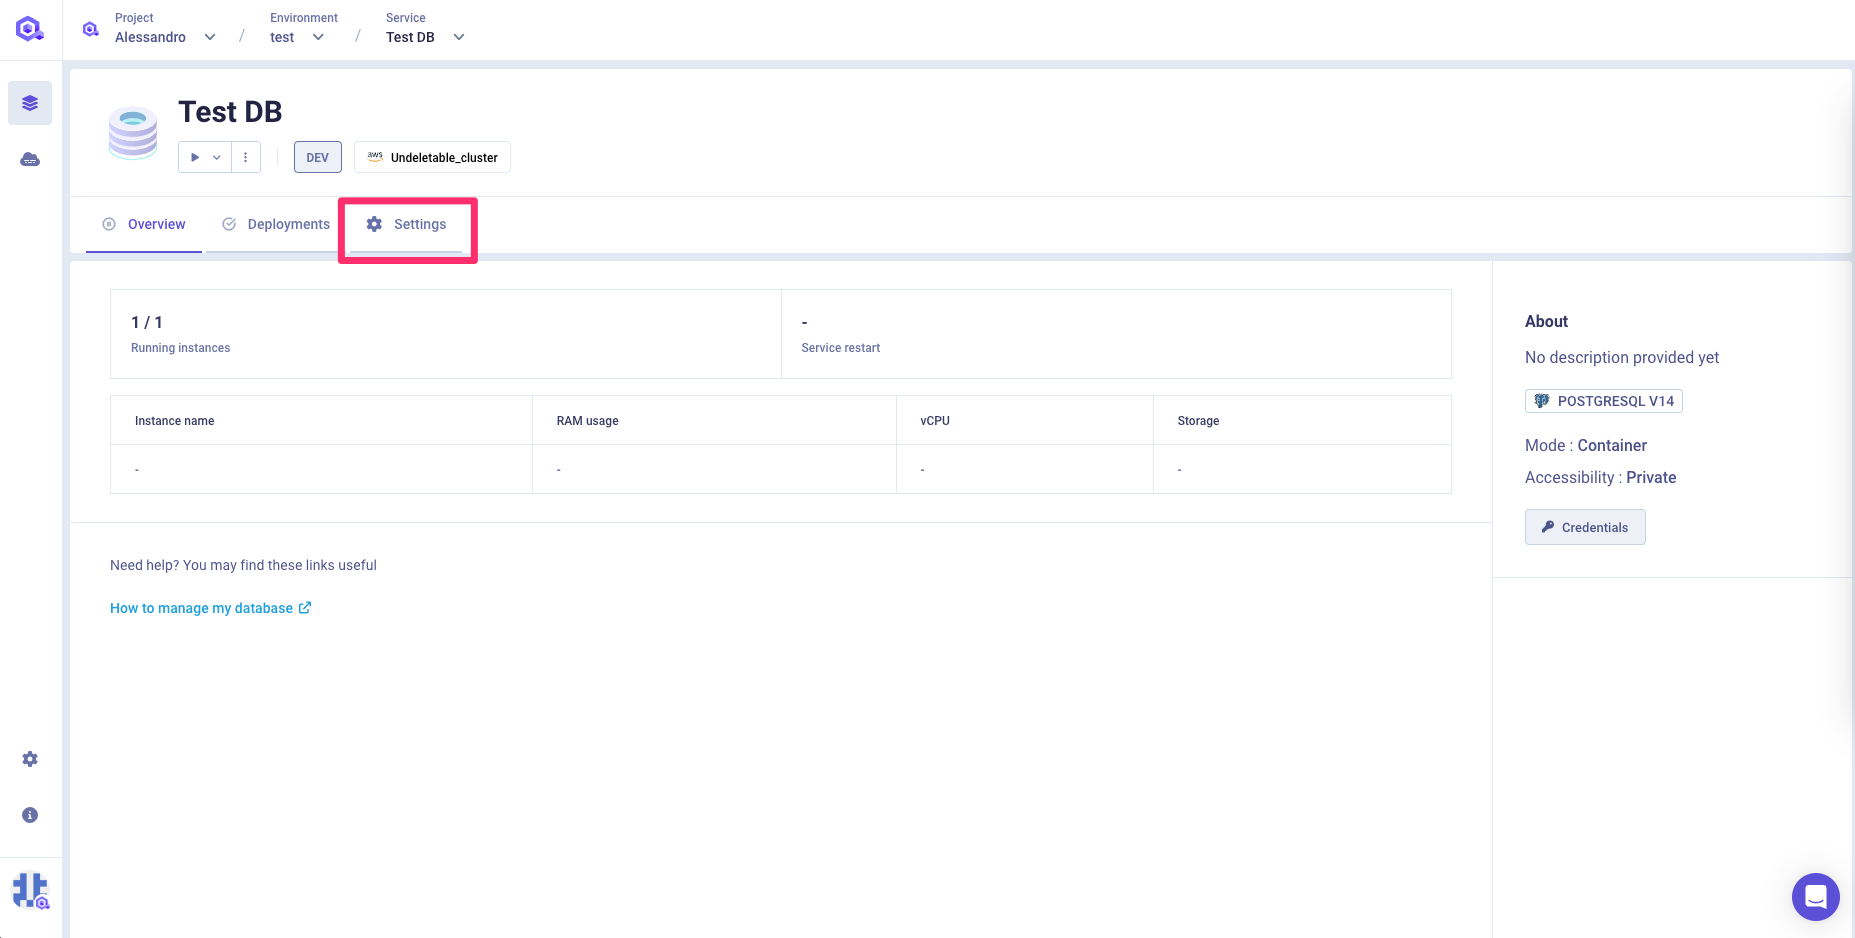 Project
Alessandro
/
Environment
test
/
Service
Test DB
Test DB
DEV
aws Undeletable_cluster
Overview
Deployments
Settings
1 / 1
Running instances
-
Service restart
Instance name RAM usage vCPU Storage
- - - -
Need help? You may find these links useful
How to manage my database
About
No description provided yet
POSTGRESQL V14
Mode : Container
Accessibility : Private
Credentials